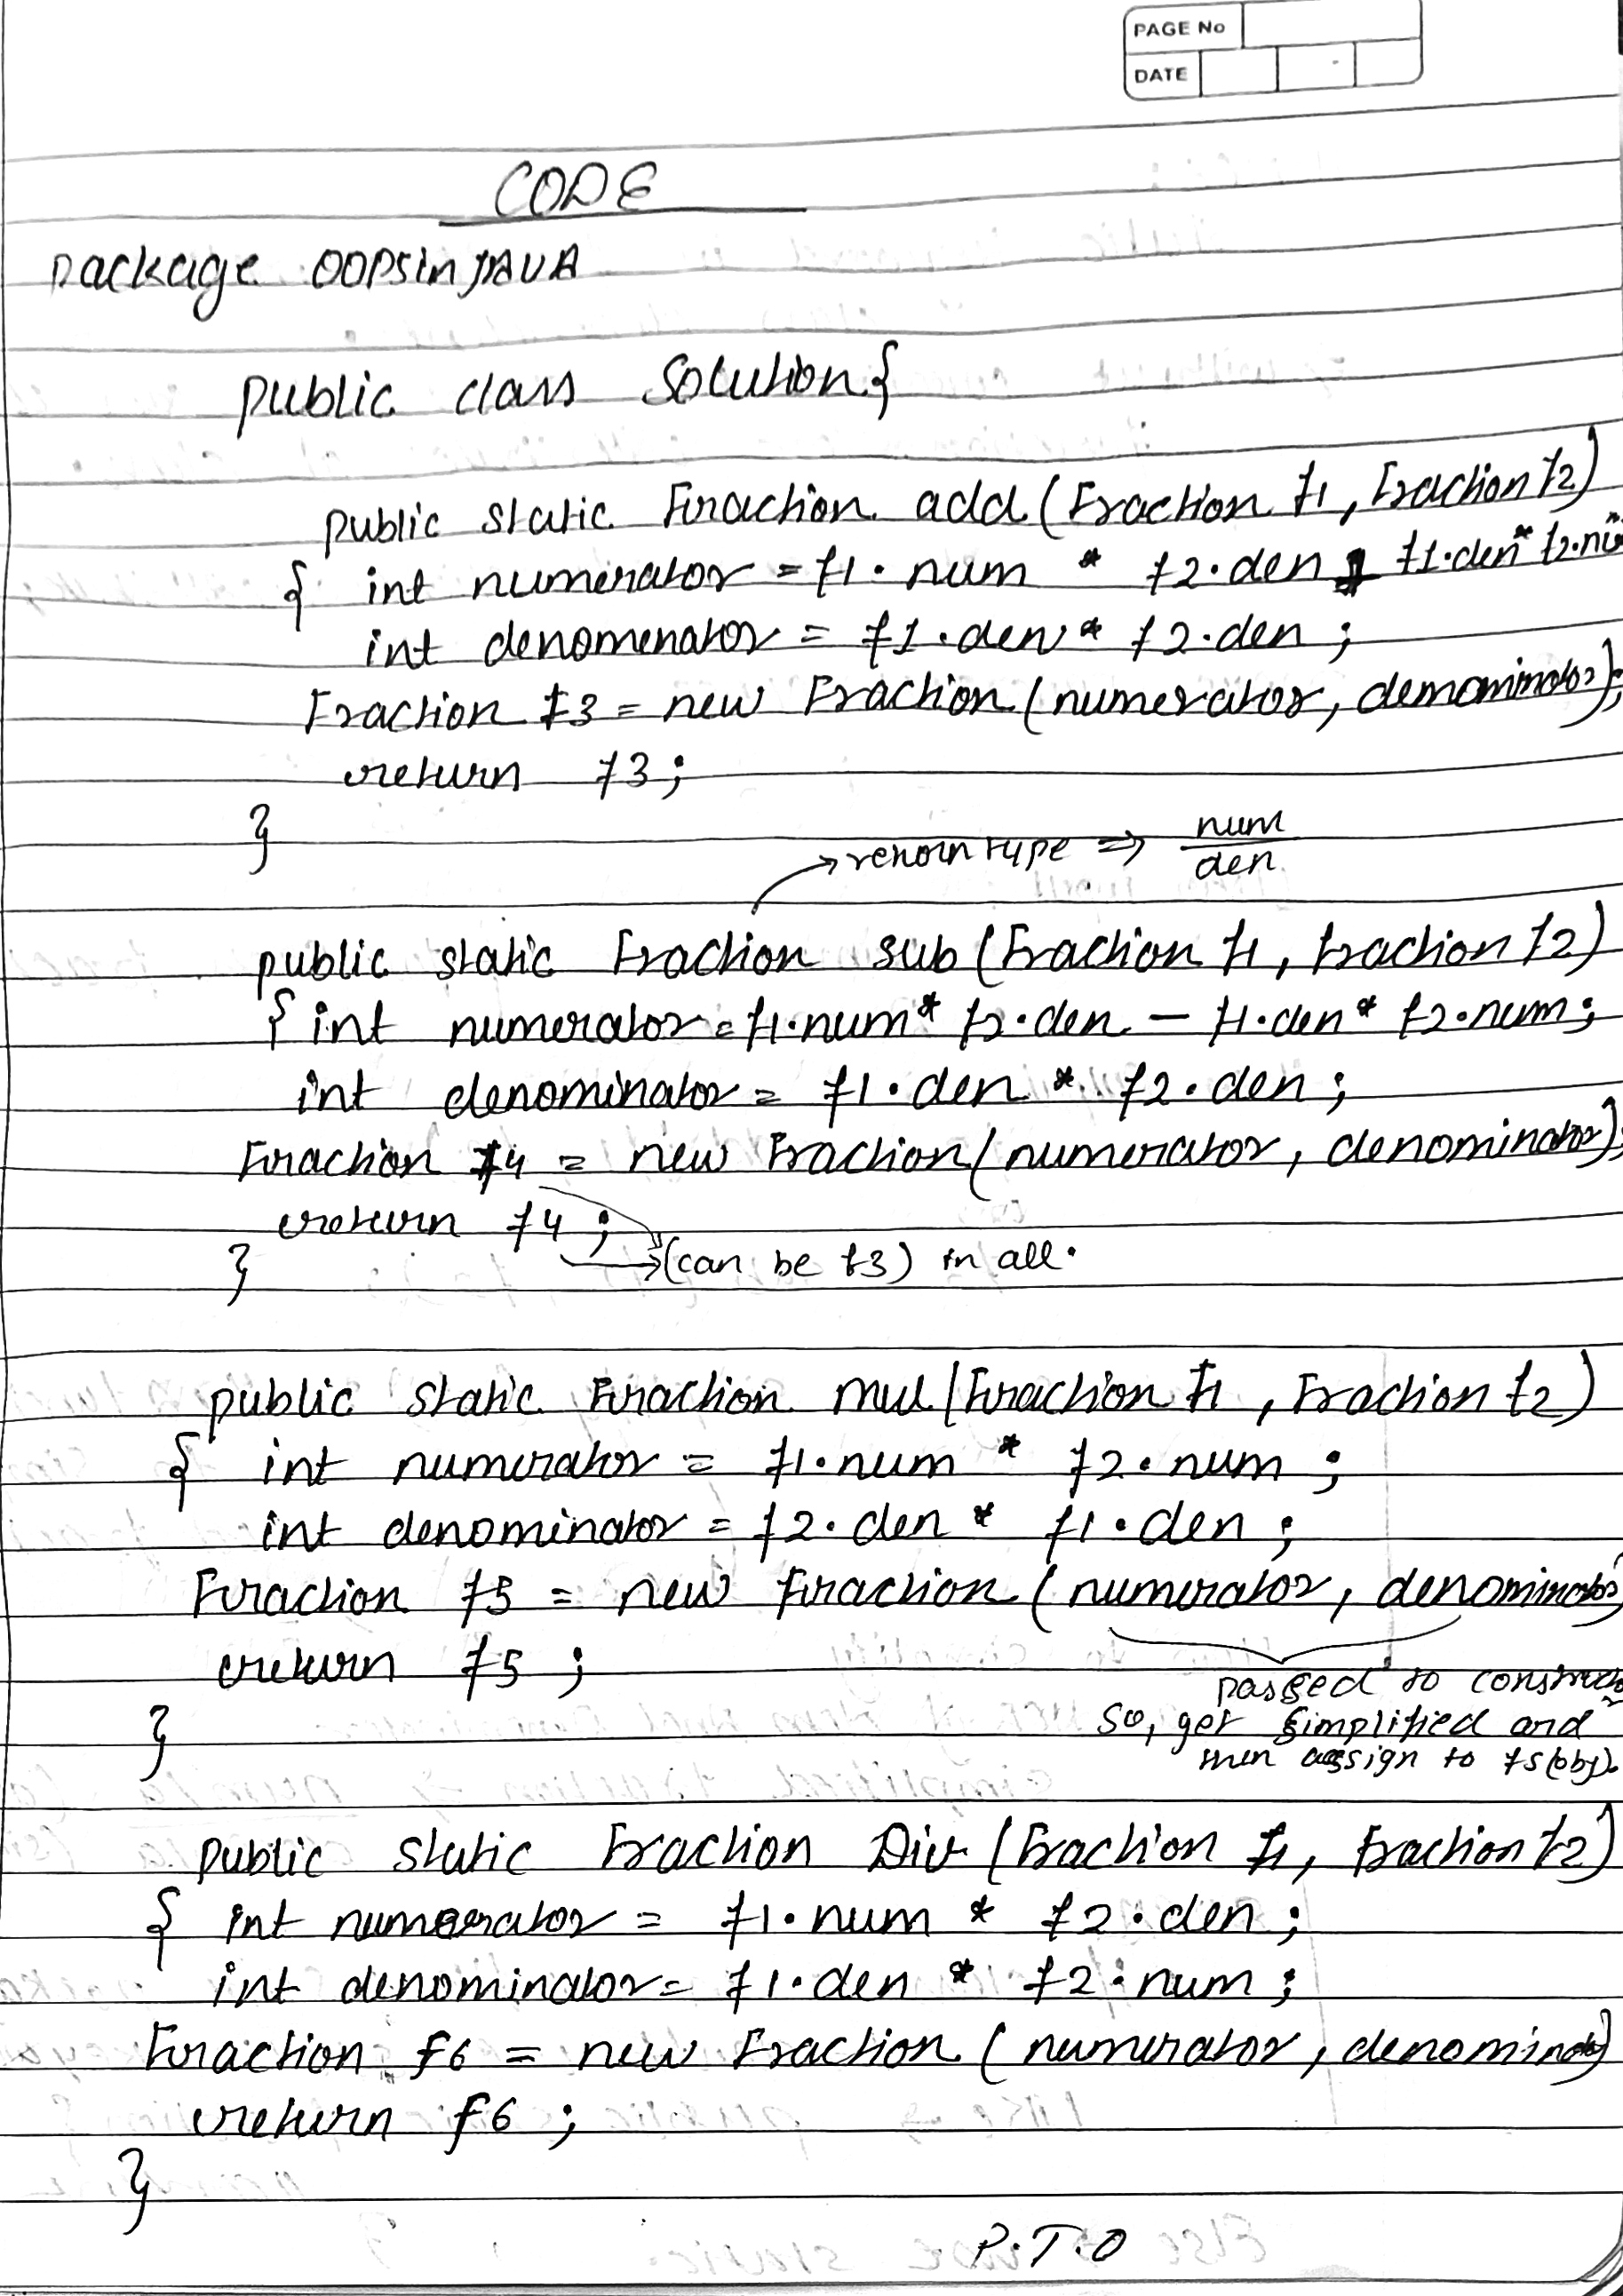 PAGE No
DATE
CODE
package OOPsinJAVA
public class Solution{
public static Fraction add (Fraction f1, Fraction f2)
{ int numerator = f1.num * f2.den + f1.den * f2.nu
int denomenator = f1.den * f2.den ;
Fraction f3 = new Fraction (numerator, demominator);
return f3 ;
}
return type ⇒ num
den
public static Fraction sub (Fraction f1, fraction f2)
{ int numerator = f1.num * f2.den - f1.den * f2.num ;
int denominator = f1.den * f2.den ;
Fraction f4 = new Fraction (numerator, denominator);
return f4 ;
→ (can be f3) in all.
}
public static Fraction mul (Fraction f1, Fraction f2)
{ int numerator = f1.num * f2.num ;
int denominator = f2.den * f1.den ;
Fraction f5 = new Fraction (numerator, denominator)
return f5 ;
passed to construct
so, get simplified and
then assign to f5(obj).
}
public static Fraction Div (Fraction f1, Fraction f2)
{ int numerator = f1.num * f2.den ;
int denominator = f1.den * f2.num ;
Fraction f6 = new Fraction (numerator, denominator)
return f6 ;
}
P.T.O